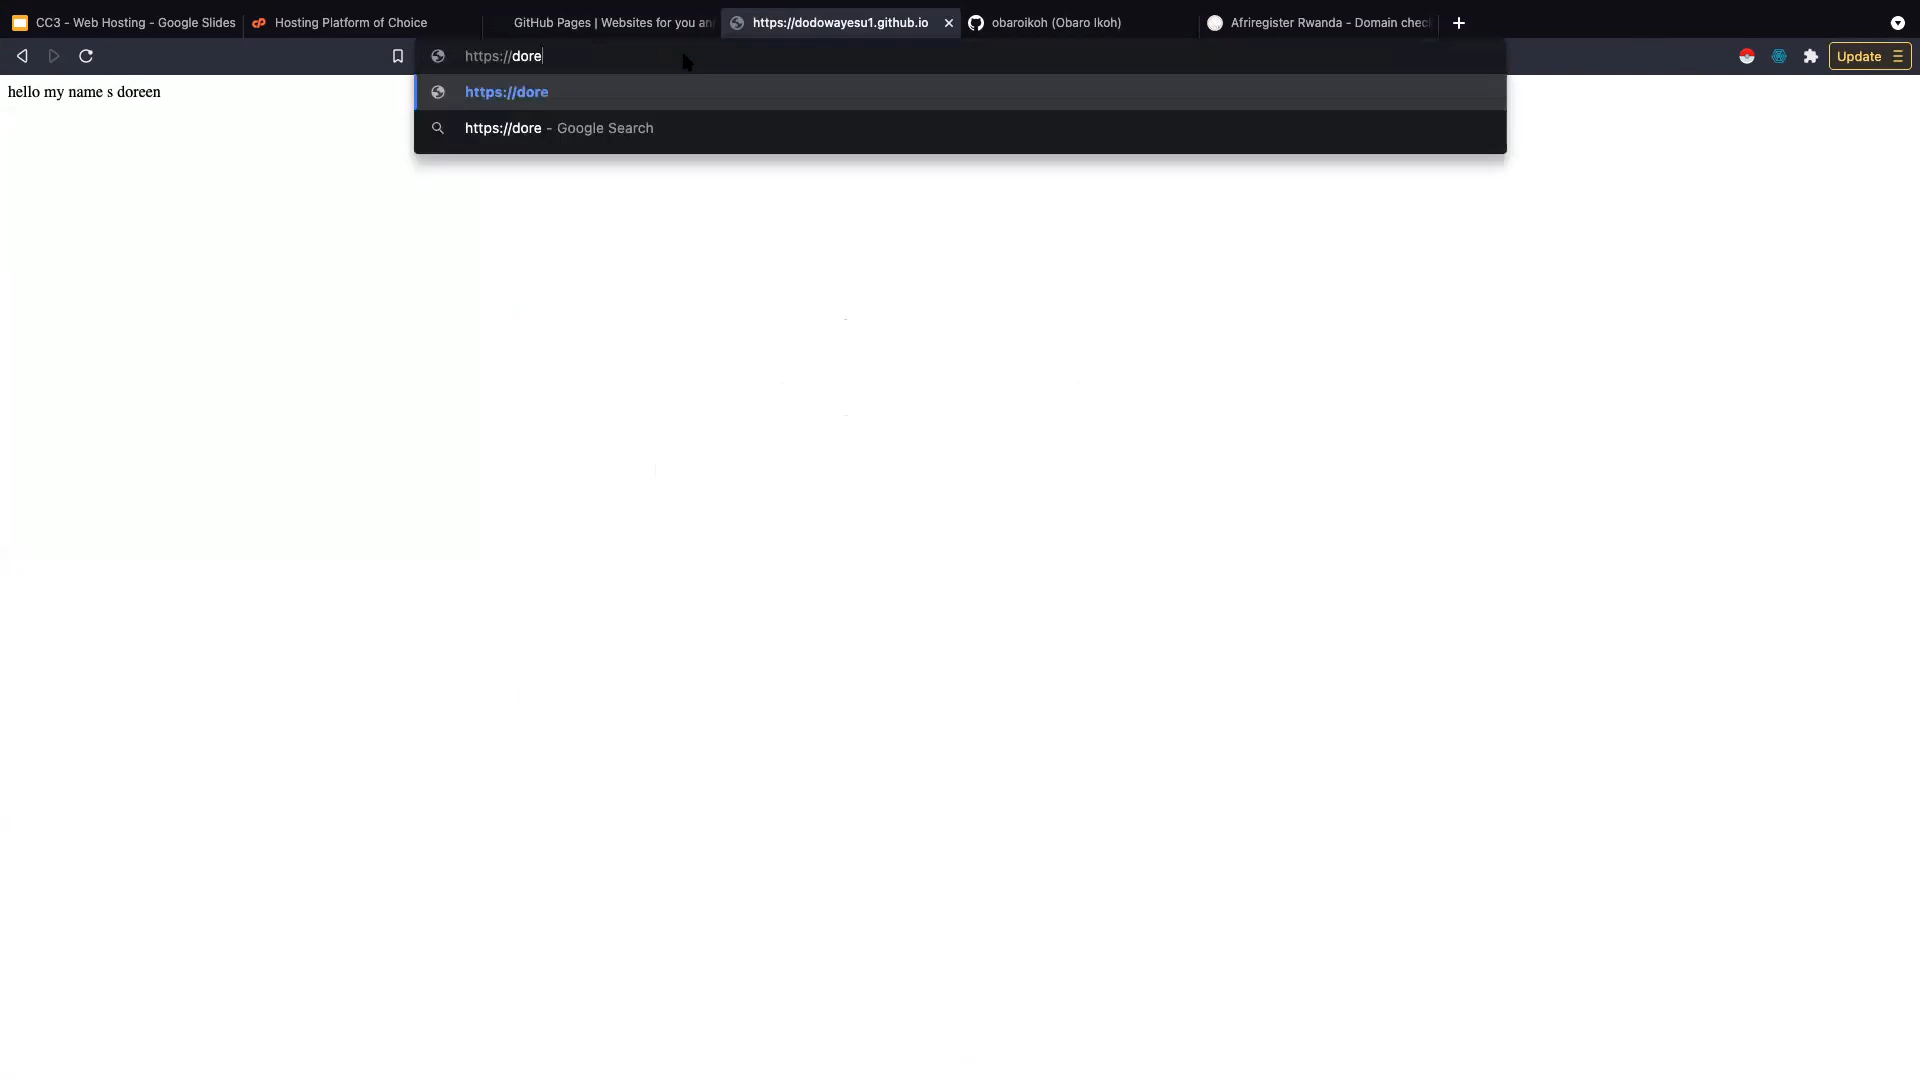 CC3 - Web Hosting - Google Slides
Hosting Platform of Choice
GitHub Pages | Websites for you an
https://dodowayesu1.github.io
obaroikoh (Obaro Ikoh)
Afriregister Rwanda - Domain chec
https://dore
Update
https://dore
https://dore - Google Search
hello my name s doreen